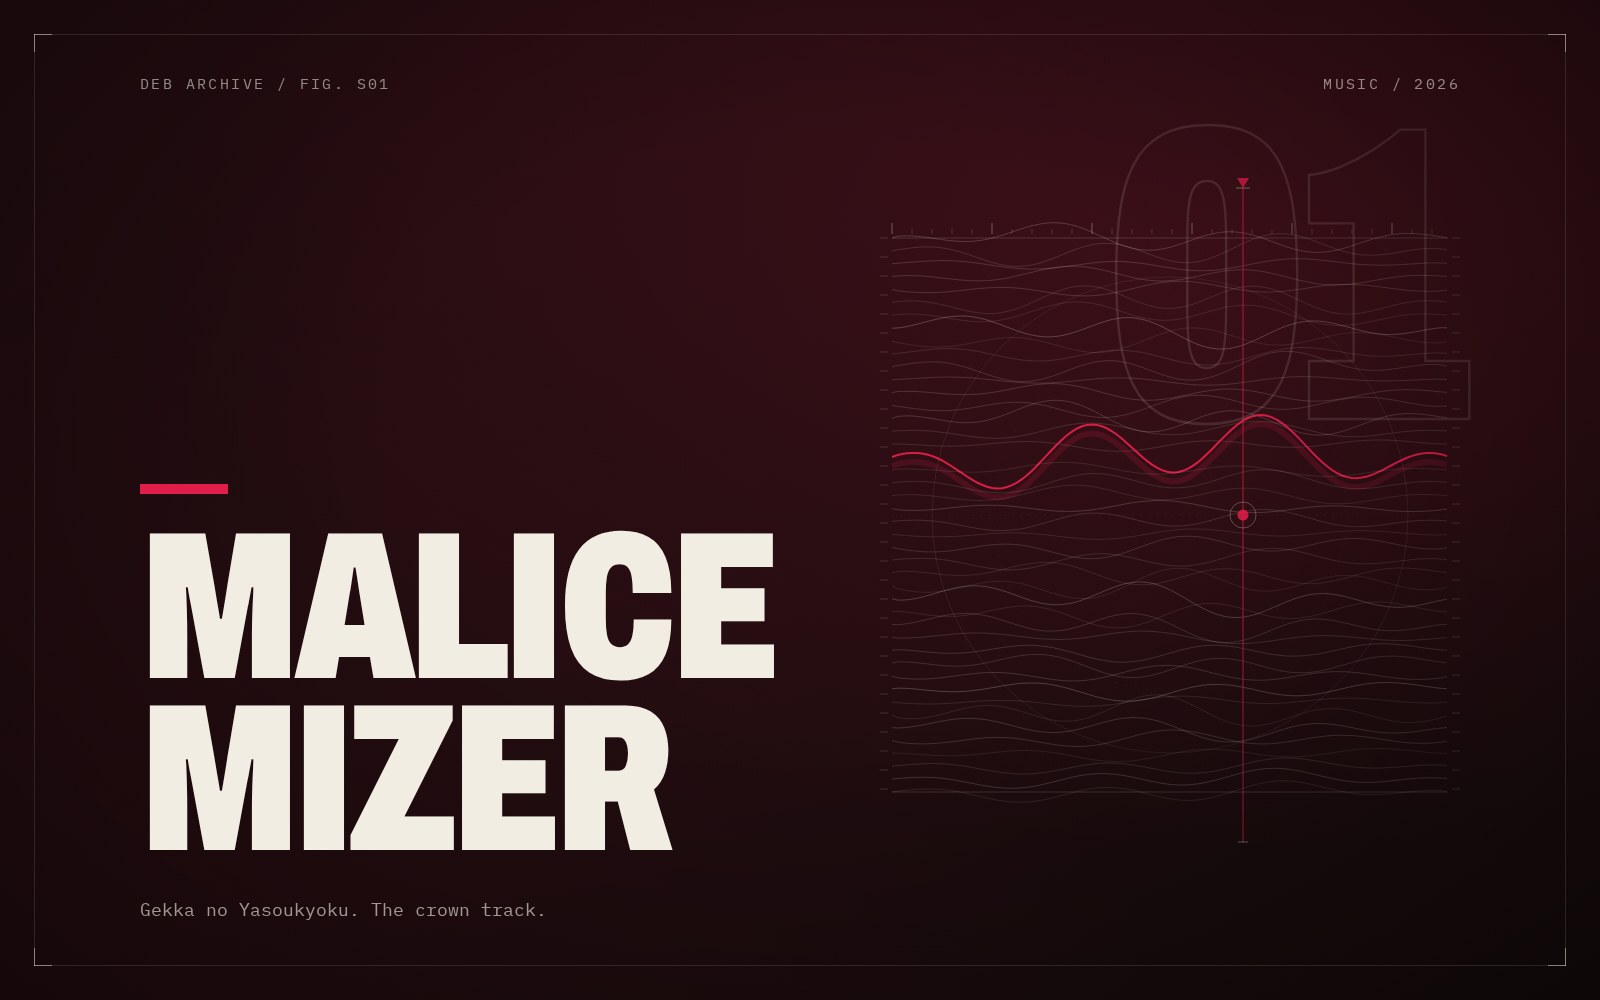 DEB ARCHIVE / FIG. S01
MUSIC / 2026
01
MALICE
MIZER
Gekka no Yasoukyoku. The crown track.